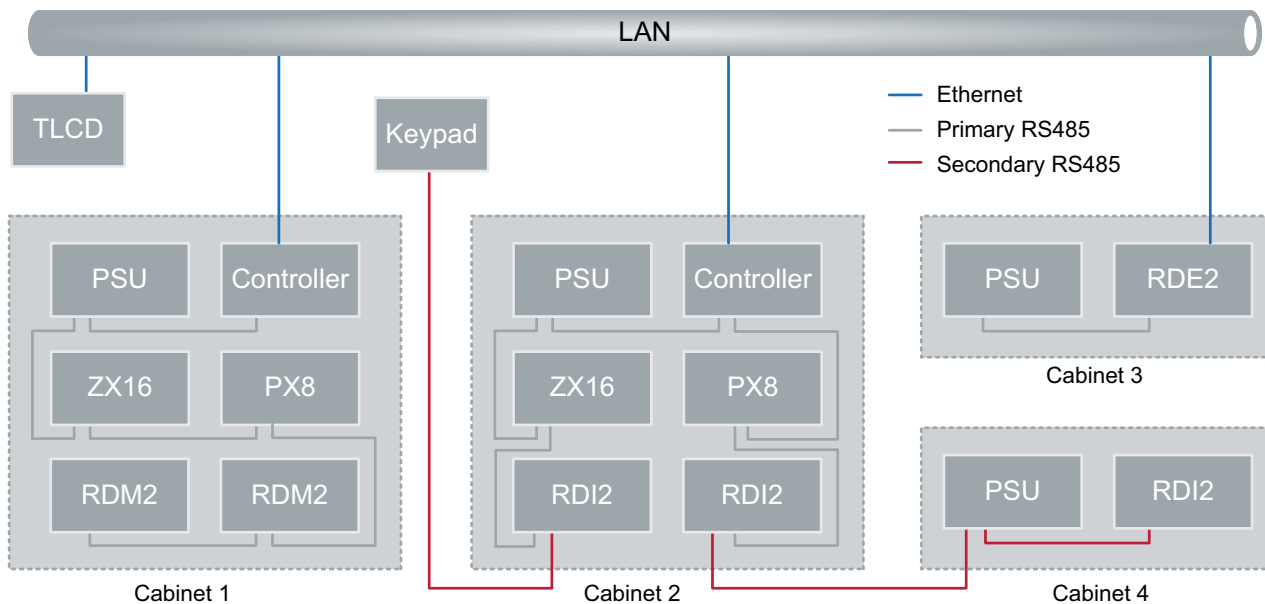 LAN
TLCD
Keypad
Ethernet
Primary RS485
Secondary RS485
PSU
Controller
ZX16
PX8
RDM2
RDM2
Cabinet 1
PSU
Controller
ZX16
PX8
RDI2
RDI2
Cabinet 2
PSU
RDE2
Cabinet 3
PSU
RDI2
Cabinet 4